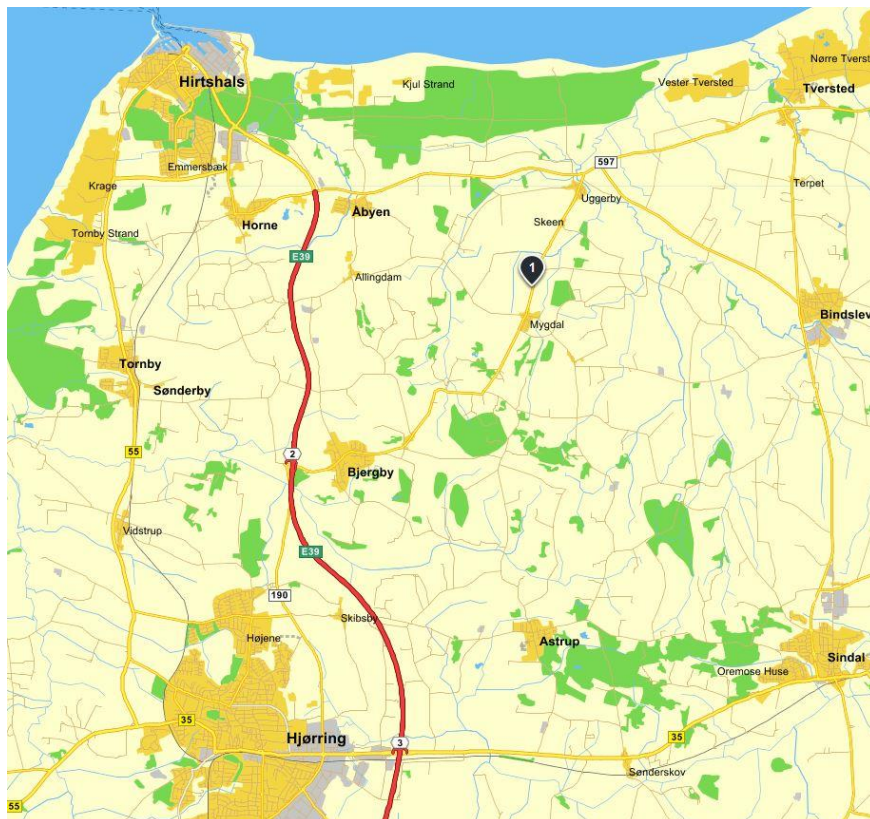 Nørre Tverst
Hirtshals
Kjul Strand
Vester Tversted
Tversted
597
Emmersbæk
Krage
Uggerby
Terpet
Horne
Åbyen
Skeen
Tornby Strand
E39
1
Allingdam
Bindslev
Mygdal
Tornby
Sønderby
55
2
Bjergby
Vidstrup
E39
190
Skibsby
Højene
Astrup
Sindal
Oremose Huse
35
Hjørring
3
35
Sønderskov
55